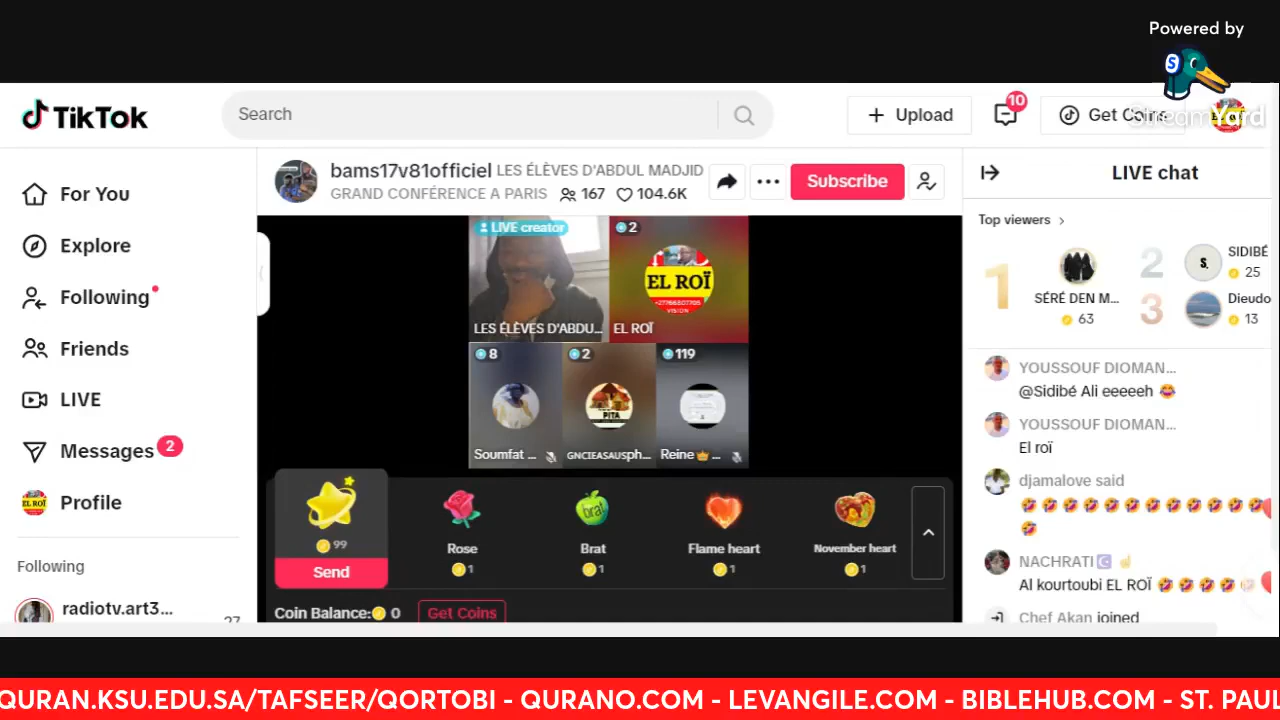 Powered by
S
StreamYard
TikTok
Search
Upload
10
Get Coins
For You
Explore
Following
Friends
LIVE
Messages 2
Profile
Following
radiotv.art3...
bams17v81officiel LES ÉLÈVES D'ABDUL MADJID
GRAND CONFÉRENCE A PARIS 167 104.6K
Subscribe
LIVE creator
LES ÉLÈVES D'ABDU...
2
EL ROÏ
+27766307705
VISION
EL ROÏ
8
Soumfat ...
2
PITA
GNCIEASAUSph...
119
Reine ...
99
Send
Rose
1
Brat
1
Flame heart
1
November heart
1
Coin Balance: 0 Get Coins
LIVE chat
Top viewers
1
SÉRÉ DEN M...
63
2
S.
SIDIBÉ
25
3
Dieudo
13
YOUSSOUF DIOMAN...
@Sidibé Ali eeeeeh 😂
YOUSSOUF DIOMAN...
El roï
djamalove said
🤣🤣🤣🤣🤣🤣🤣🤣🤣🤣🤣🤣
🤣
NACHRATI☪️ ☝️
Al kourtoubi EL ROÏ 🤣🤣🤣🤣🤣
Chef Akan joined
QURAN.KSU.EDU.SA/TAFSEER/QORTOBI - QURANO.COM - LEVANGILE.COM - BIBLEHUB.COM - ST. PAUL